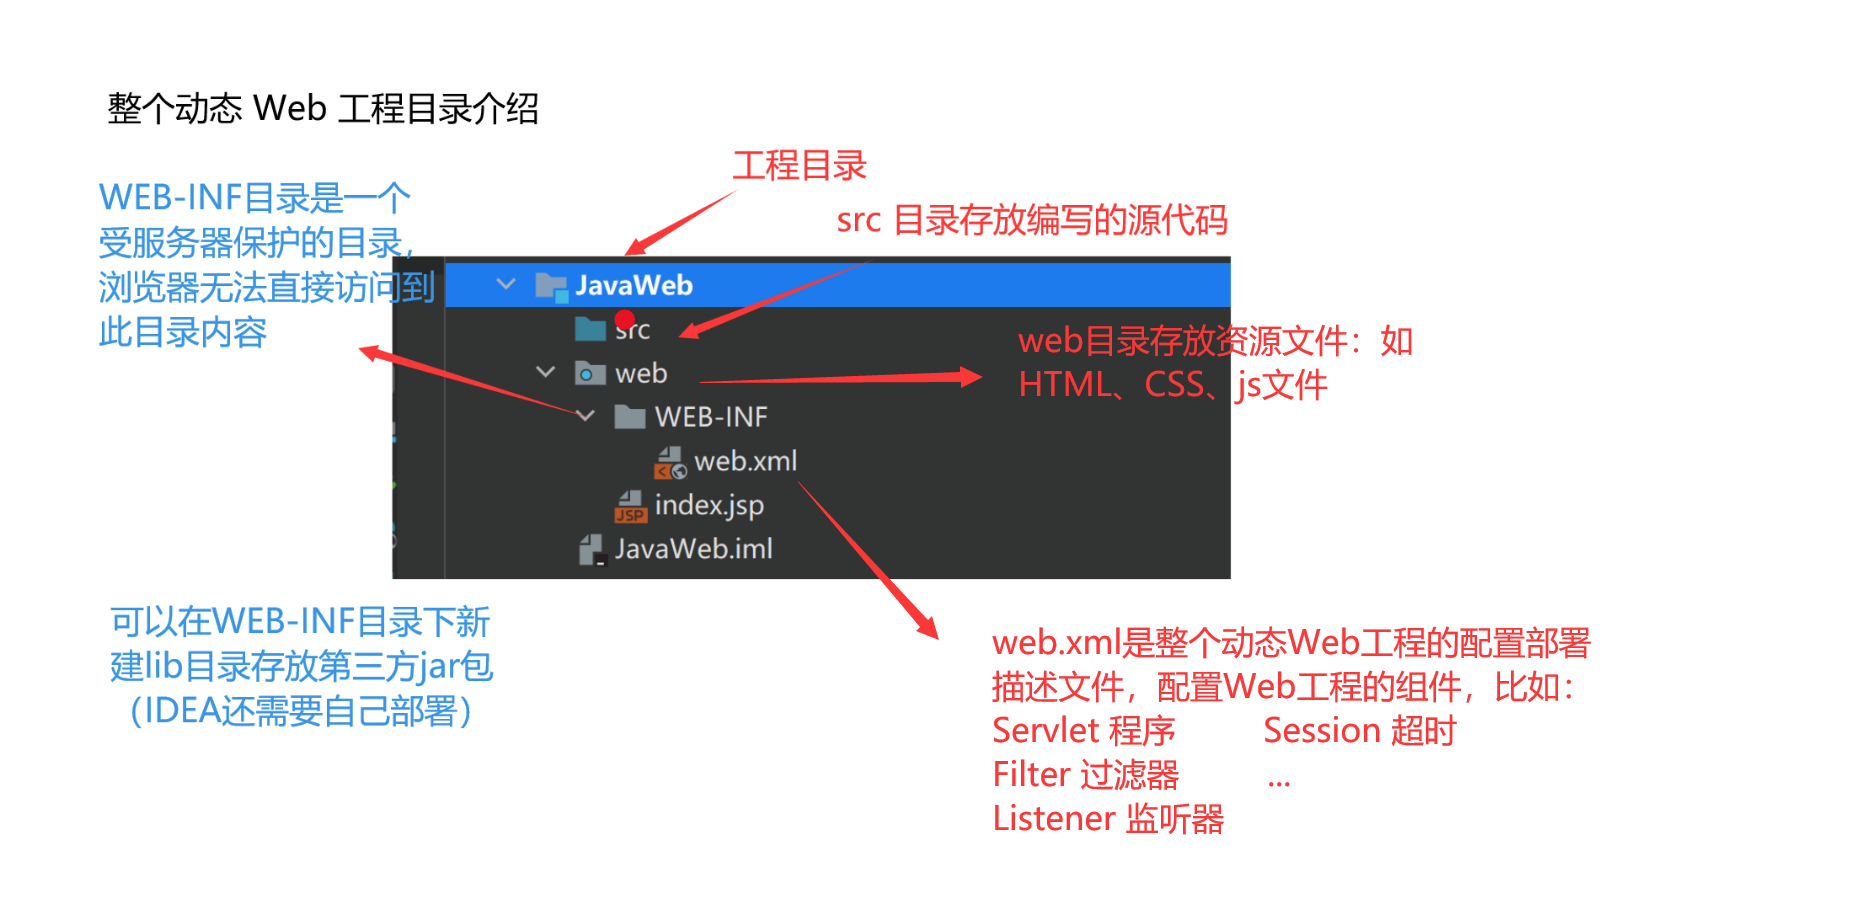 整个动态 Web 工程目录介绍
工程目录
WEB-INF目录是一个
受服务器保护的目录，
浏览器无法直接访问到
此目录内容
src 目录存放编写的源代码
JavaWeb
src
web
WEB-INF
web.xml
index.jsp
JavaWeb.iml
web目录存放资源文件：如
HTML、CSS、js文件
可以在WEB-INF目录下新
建lib目录存放第三方jar包
（IDEA还需要自己部署）
web.xml是整个动态Web工程的配置部署
描述文件，配置Web工程的组件，比如：
Servlet 程序 Session 超时
Filter 过滤器 ...
Listener 监听器